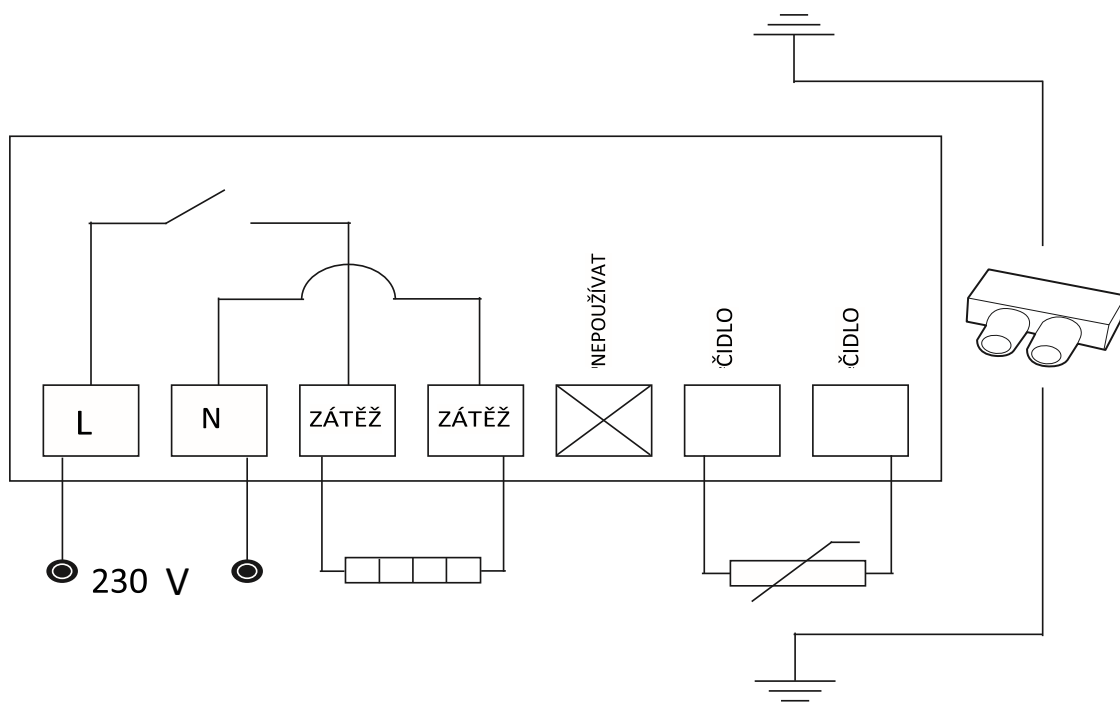 NEPOUŽÍVAT
ČIDLO
ČIDLO
L
N
ZÁTĚŽ
ZÁTĚŽ
230 V